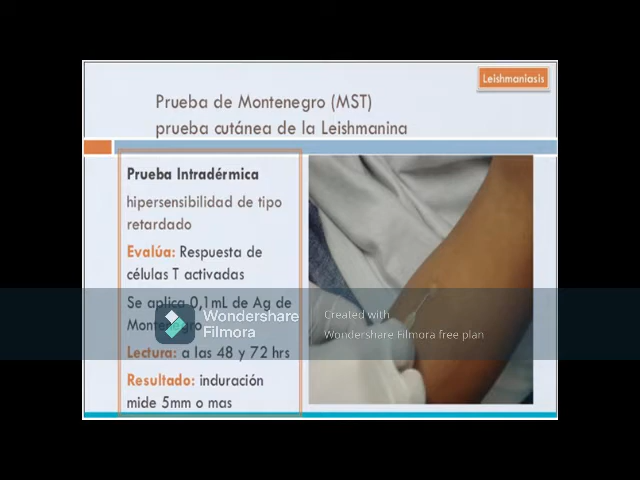 Leishmaniasis
Prueba de Montenegro (MST)
prueba cutánea de la Leishmanina
Prueba Intradérmica
hipersensibilidad de tipo
retardado
Evalúa: Respuesta de
células T activadas
Se aplica 0,1mL de Ag de
Montenegro
Lectura: a las 48 y 72 hrs
Resultado: induración
mide 5mm o mas
Wondershare
Filmora
Created with
Wondershare Filmora free plan